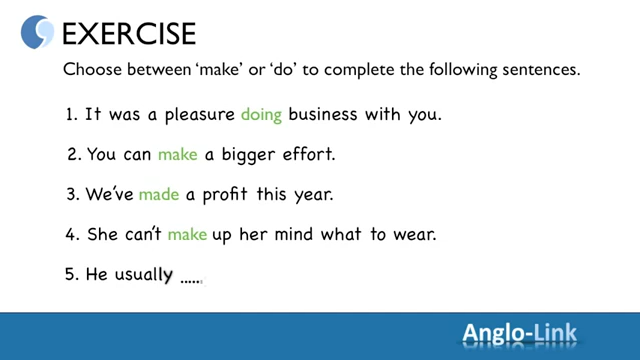 EXERCISE
Choose between ‘make’ or ‘do’ to complete the following sentences.
1. It was a pleasure doing business with you.
2. You can make a bigger effort.
3. We’ve made a profit this year.
4. She can’t make up her mind what to wear.
5. He usually ......
Anglo-Link